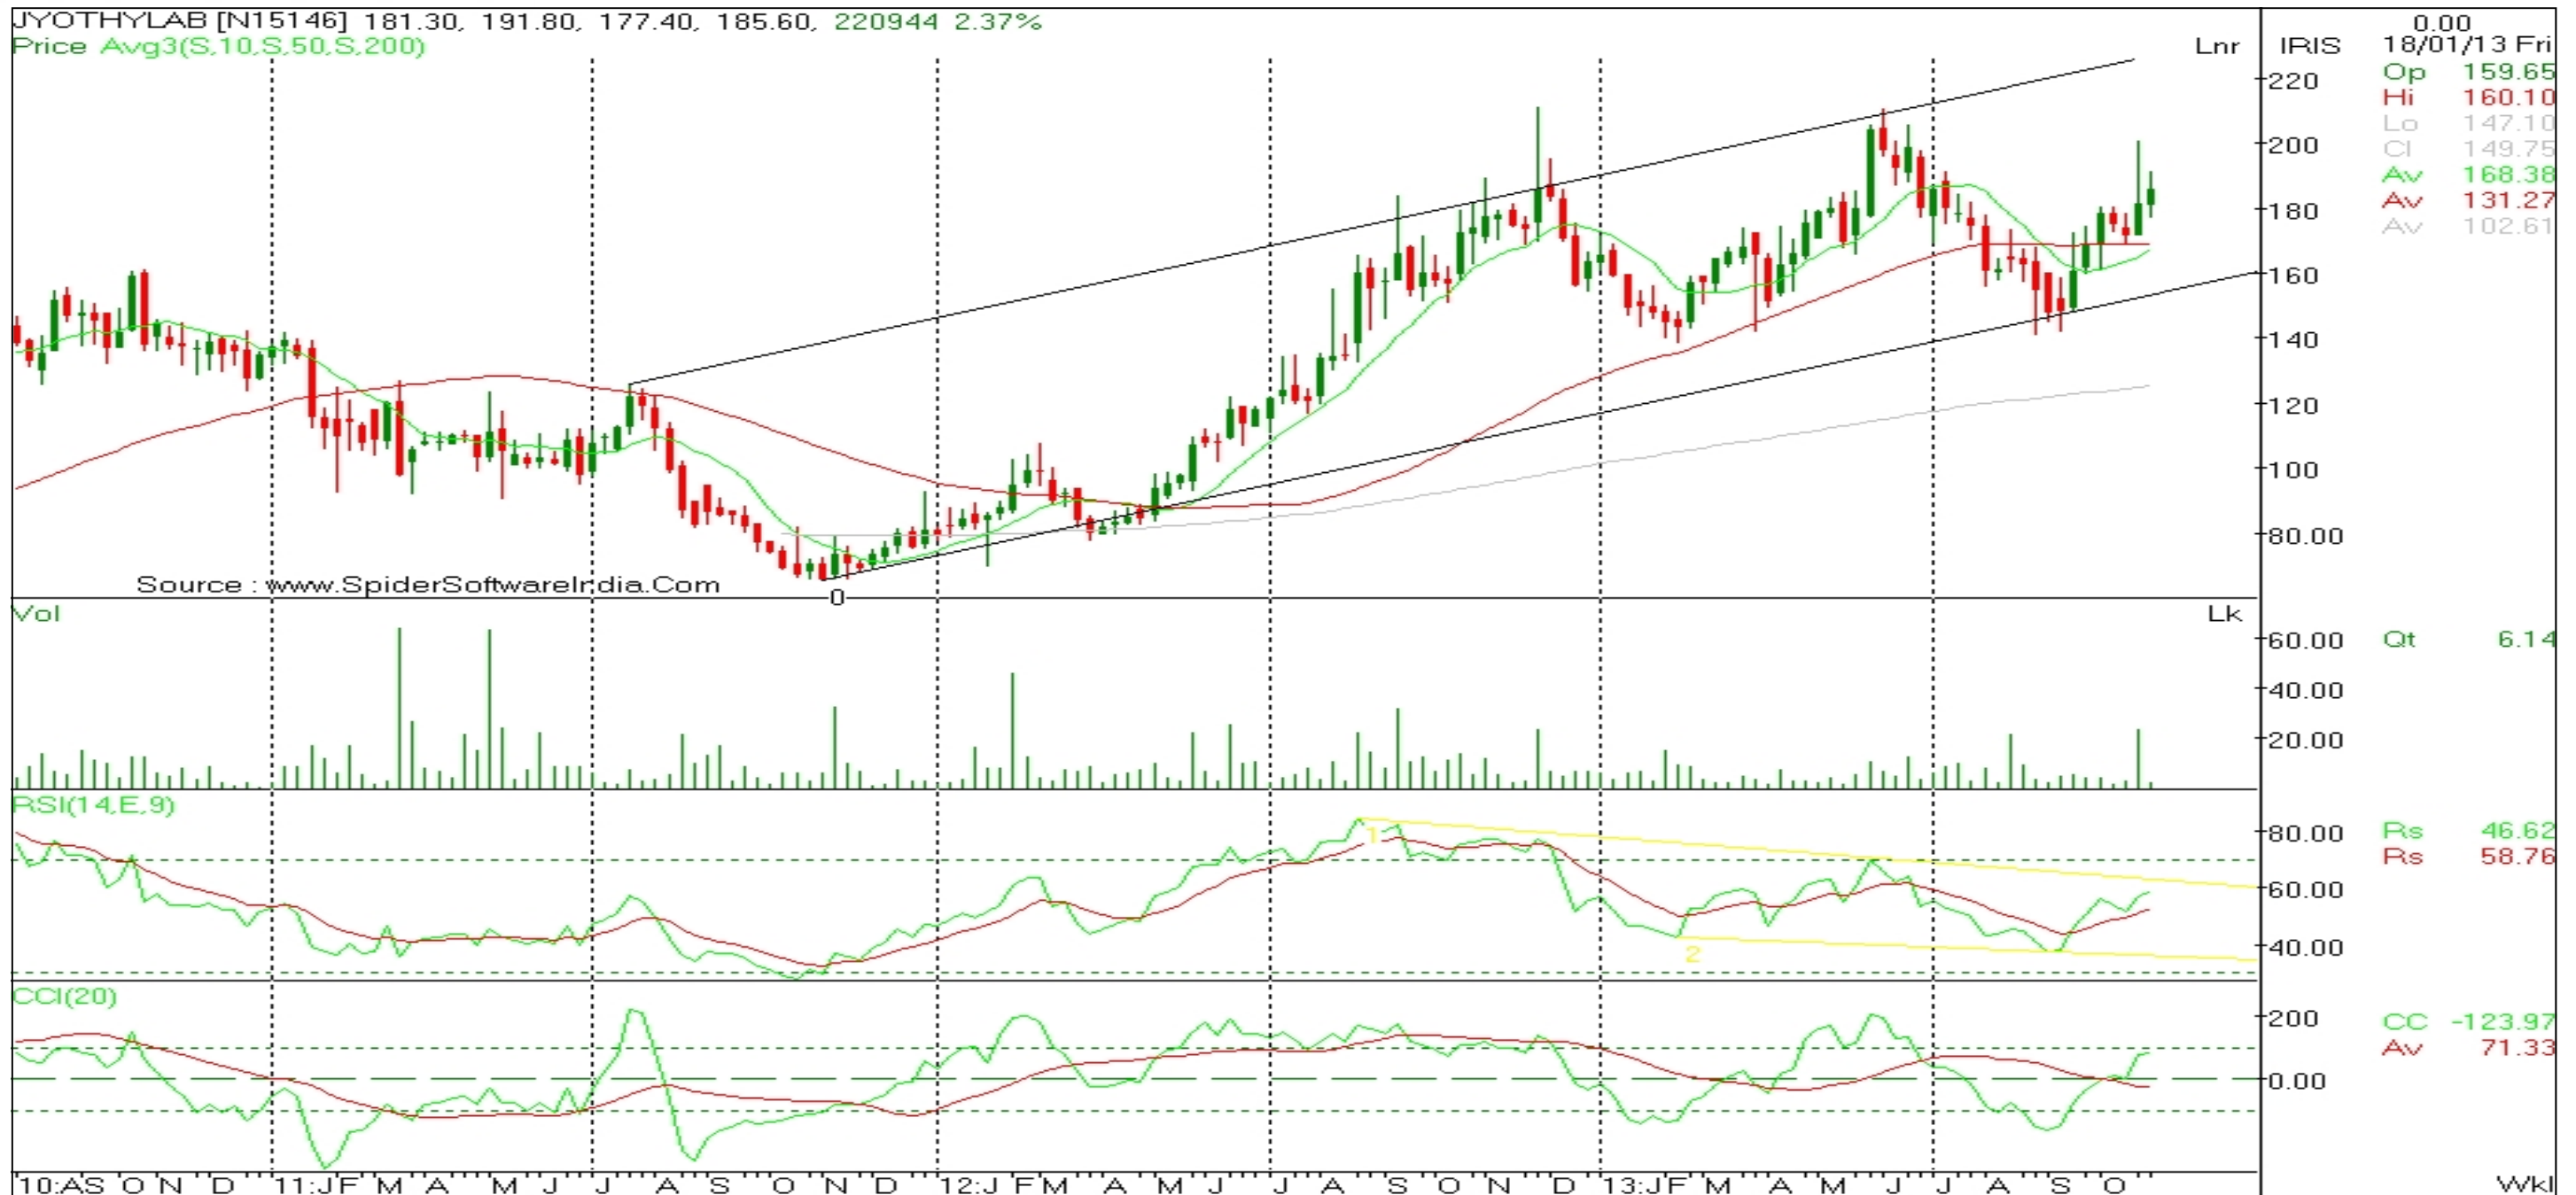 JYOTHYLAB [N15146] 181.30, 191.80, 177.40, 185.60, 220944 2.37%
Price Avg3(S,10,S,50,S,200)
Lnr
IRIS
0.00
18/01/13 Fri
Op 159.65
Hi 160.10
Lo 147.10
Cl 149.75
Av 168.38
Av 131.27
Av 102.61
220
200
180
160
140
120
100
80.00
Source : www.SpiderSoftwareIndia.Com
0
Vol
Lk
60.00
40.00
20.00
Qt 6.14
RSI(14,E,9)
1
2
80.00
60.00
40.00
Rs 46.62
Rs 58.76
CCI(20)
200
0.00
CC -123.97
Av 71.33
10:AS O N D 11:JF M A M J J A S O N D 12:J F M A M J J A S O N D 13:JF M A M J J A S O
Wkl